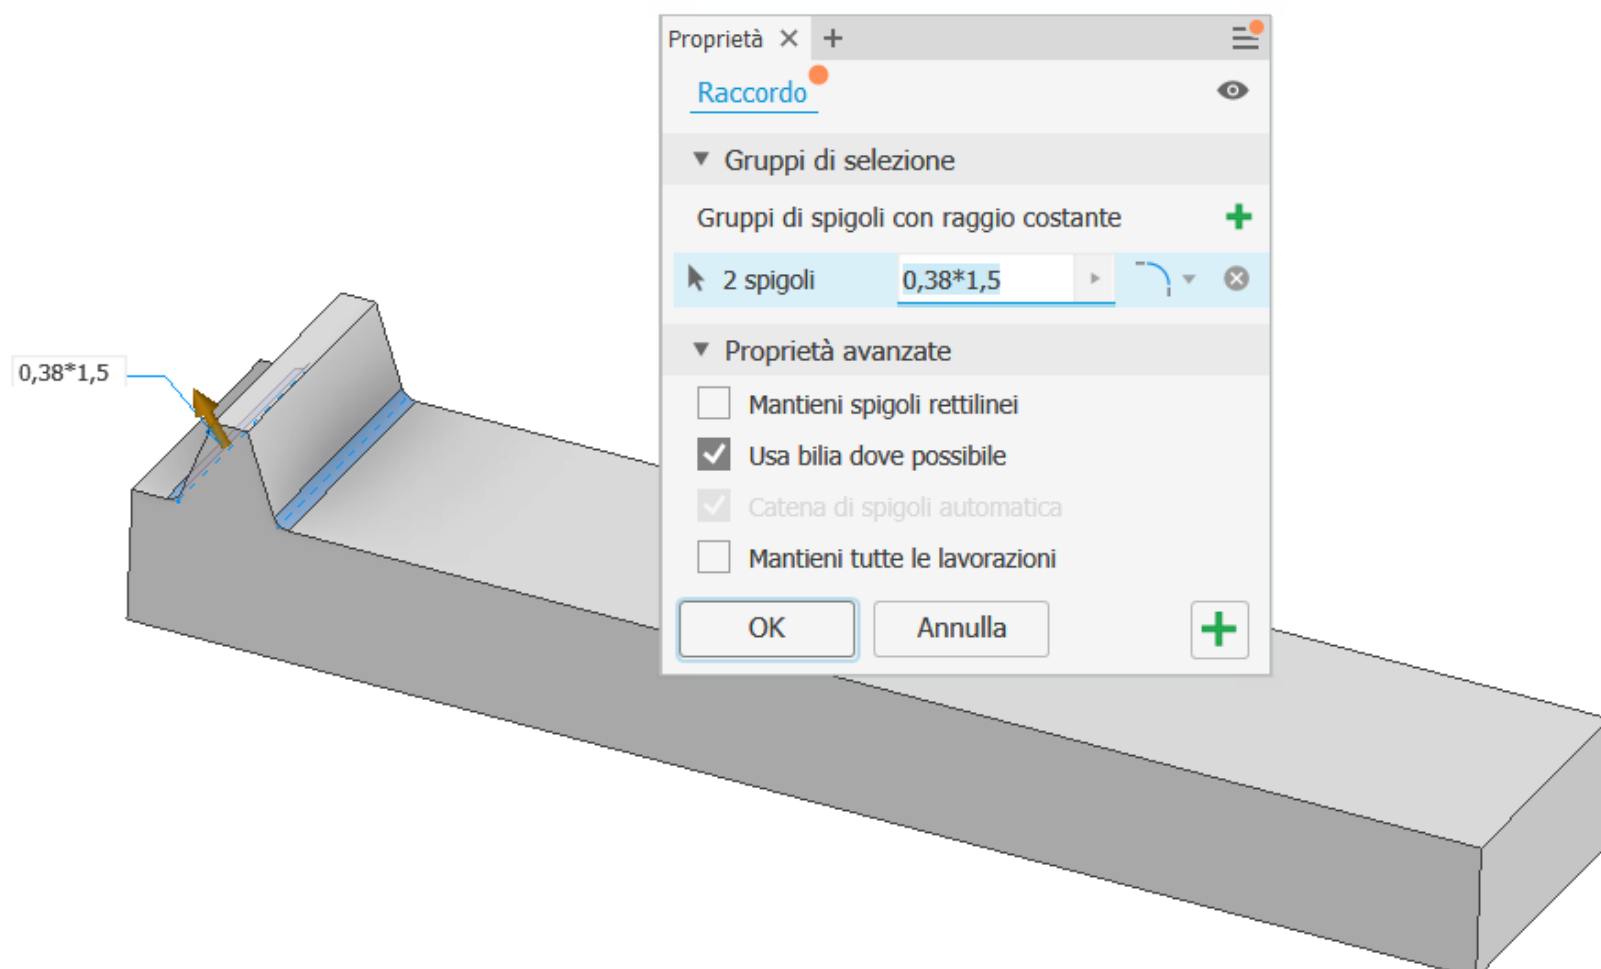 Proprietà
Raccordo
Gruppi di selezione
Gruppi di spigoli con raggio costante
2 spigoli 0,38*1,5
Proprietà avanzate
0,38*1,5
Mantieni spigoli rettilinei
Usa bilia dove possibile
Catena di spigoli automatica
Mantieni tutte le lavorazioni
OK Annulla